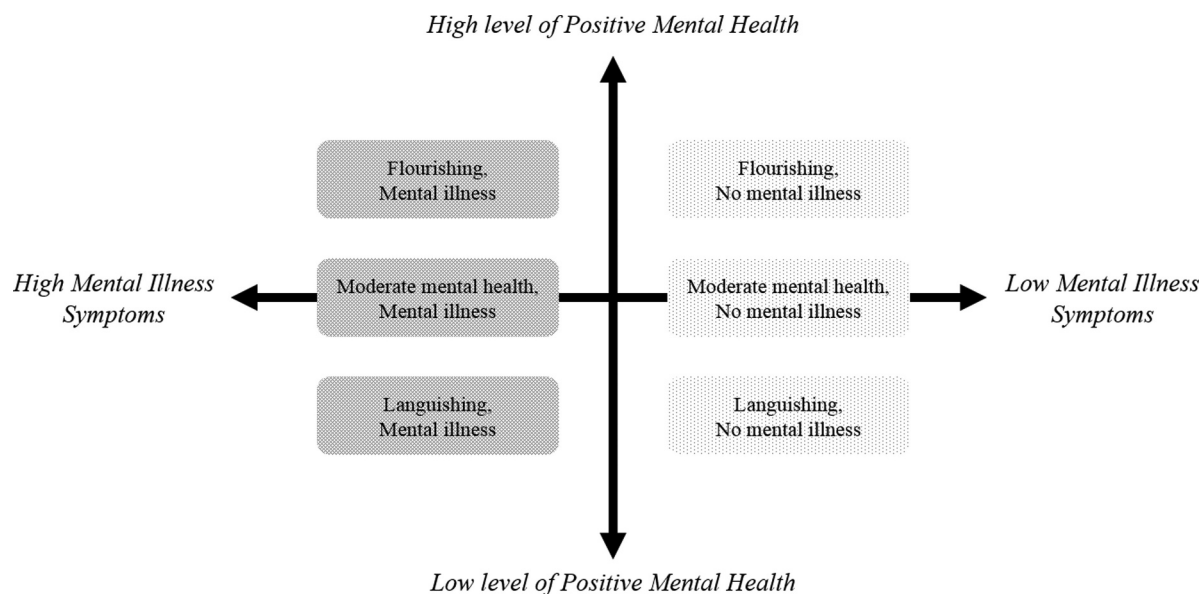 High level of Positive Mental Health
Flourishing,
Mental illness
Flourishing,
No mental illness
High Mental Illness
Symptoms
Moderate mental health,
Mental illness
Moderate mental health,
No mental illness
Low Mental Illness
Symptoms
Languishing,
Mental illness
Languishing,
No mental illness
Low level of Positive Mental Health